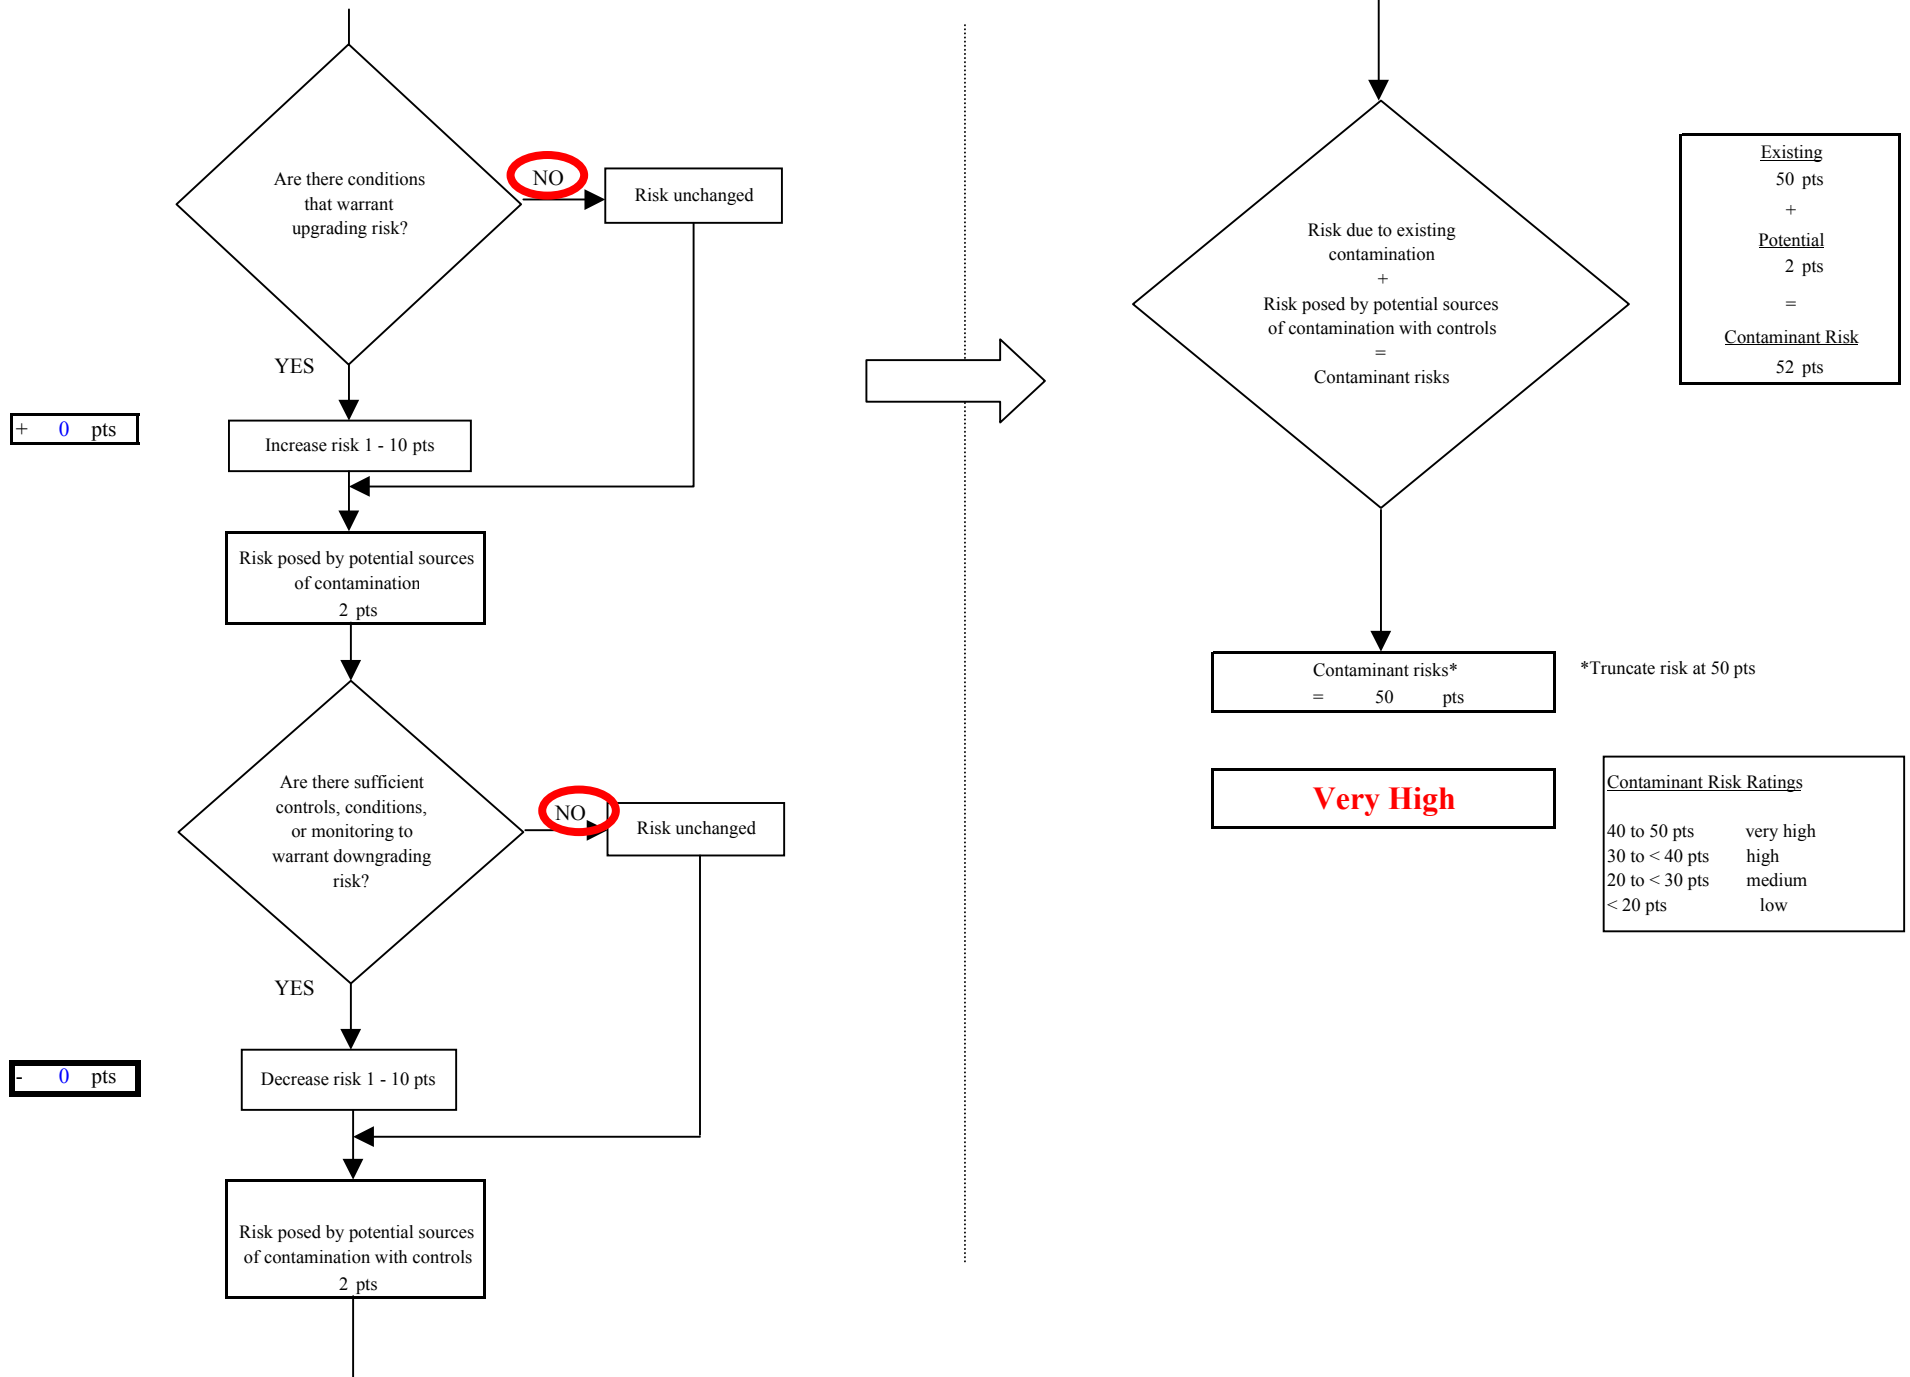 Are there conditions
that warrant
upgrading risk?
NO
Risk unchanged
YES
+ 0 pts
Increase risk 1 - 10 pts
Risk posed by potential sources
of contamination
2 pts
Are there sufficient
controls, conditions,
or monitoring to
warrant downgrading
risk?
NO
Risk unchanged
YES
- 0 pts
Decrease risk 1 - 10 pts
Risk posed by potential sources
of contamination with controls
2 pts
Risk due to existing
contamination
+
Risk posed by potential sources
of contamination with controls
=
Contaminant risks
Existing
50 pts
+
Potential
2 pts
=
Contaminant Risk
52 pts
Contaminant risks*
= 50 pts
*Truncate risk at 50 pts
Very High
Contaminant Risk Ratings
40 to 50 pts very high
30 to < 40 pts high
20 to < 30 pts medium
< 20 pts low